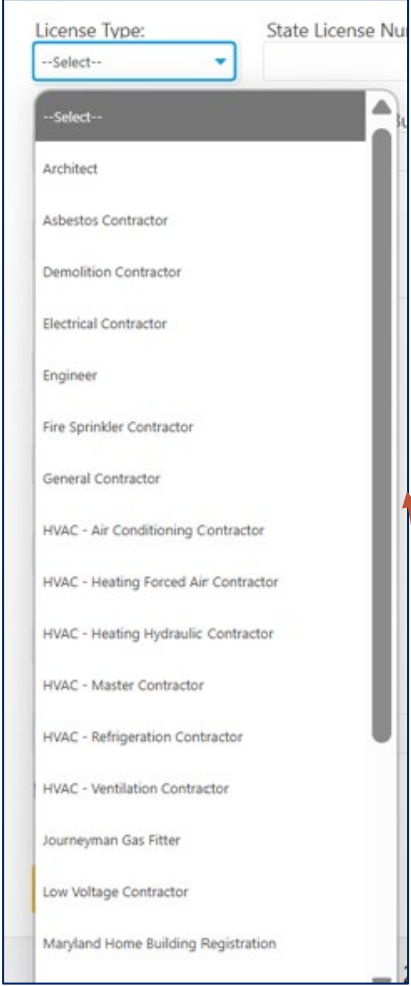 License Type: State License Nu
--Select--
--Select--
Architect
Asbestos Contractor
Demolition Contractor
Electrical Contractor
Engineer
Fire Sprinkler Contractor
General Contractor
HVAC - Air Conditioning Contractor
HVAC - Heating Forced Air Contractor
HVAC - Heating Hydraulic Contractor
HVAC - Master Contractor
HVAC - Refrigeration Contractor
HVAC - Ventilation Contractor
Journeyman Gas Fitter
Low Voltage Contractor
Maryland Home Building Registration